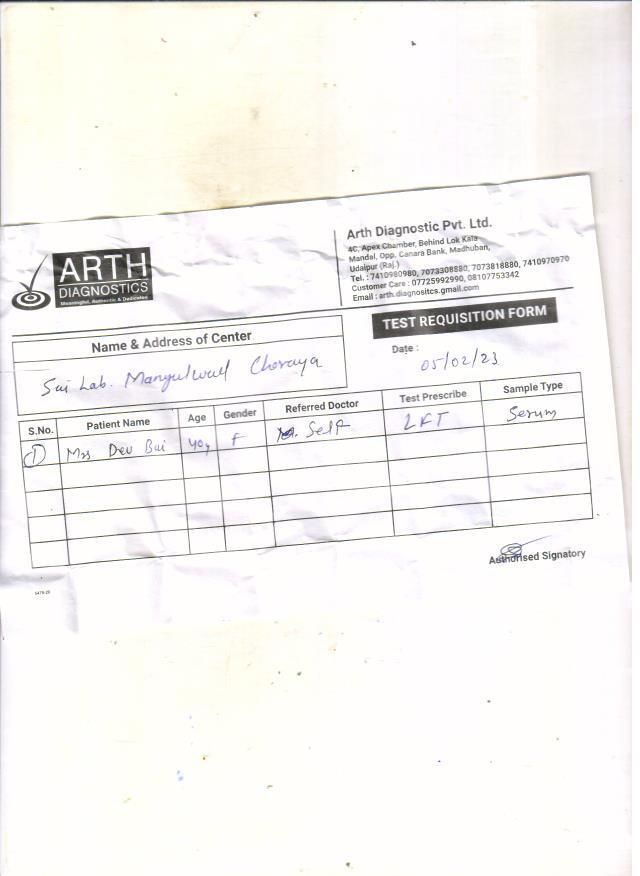 ARTH
DIAGNOSTICS
Meaningful, Authentic & Dedicated
Arth Diagnostic Pvt. Ltd.
4C, Apex Chamber, Behind Lok Kala
Mandal, Opp. Canara Bank, Madhuban,
Udaipur (Raj.)
Tel. : 7410980980, 7073308880, 7073818880, 7410970970
Customer Care : 07725992990, 08107753342
Email : arth.diagnositcs.gmail.com
TEST REQUISITION FORM
Name & Address of Center
Sai Lab. Mangalwad Choraya
Date :
05/02/23
S.No. Patient Name Age Gender Referred Doctor Test Prescribe Sample Type
1 Mrs Dev Bai 40y F Self LFT Serum
Authorised Signatory